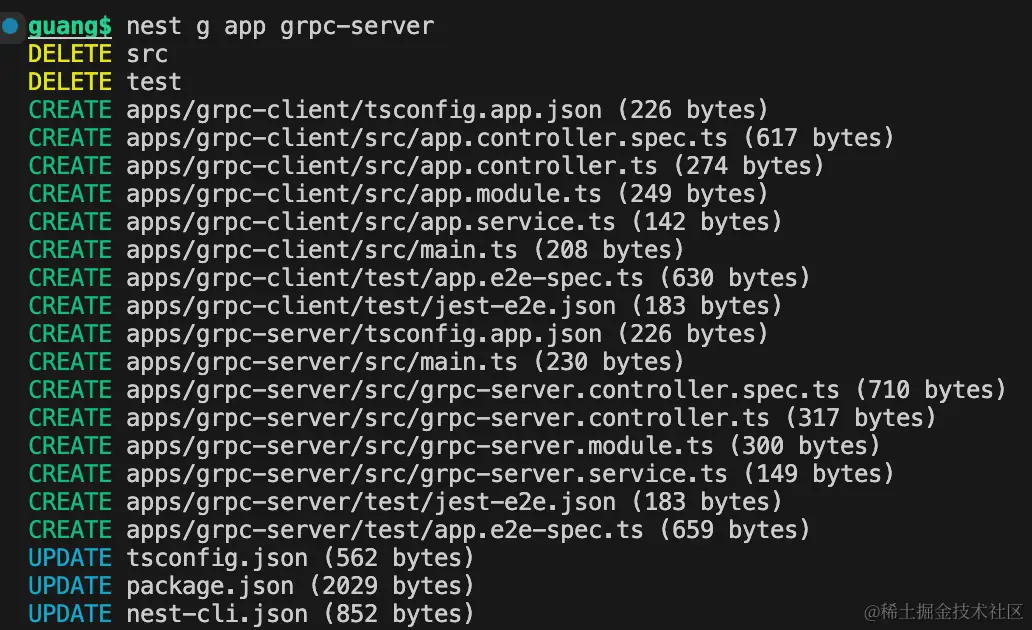 guang$ nest g app grpc-server
DELETE src
DELETE test
CREATE apps/grpc-client/tsconfig.app.json (226 bytes)
CREATE apps/grpc-client/src/app.controller.spec.ts (617 bytes)
CREATE apps/grpc-client/src/app.controller.ts (274 bytes)
CREATE apps/grpc-client/src/app.module.ts (249 bytes)
CREATE apps/grpc-client/src/app.service.ts (142 bytes)
CREATE apps/grpc-client/src/main.ts (208 bytes)
CREATE apps/grpc-client/test/app.e2e-spec.ts (630 bytes)
CREATE apps/grpc-client/test/jest-e2e.json (183 bytes)
CREATE apps/grpc-server/tsconfig.app.json (226 bytes)
CREATE apps/grpc-server/src/main.ts (230 bytes)
CREATE apps/grpc-server/src/grpc-server.controller.spec.ts (710 bytes)
CREATE apps/grpc-server/src/grpc-server.controller.ts (317 bytes)
CREATE apps/grpc-server/src/grpc-server.module.ts (300 bytes)
CREATE apps/grpc-server/src/grpc-server.service.ts (149 bytes)
CREATE apps/grpc-server/test/jest-e2e.json (183 bytes)
CREATE apps/grpc-server/test/app.e2e-spec.ts (659 bytes)
UPDATE tsconfig.json (562 bytes)
UPDATE package.json (2029 bytes)
UPDATE nest-cli.json (852 bytes)
@稀土掘金技术社区